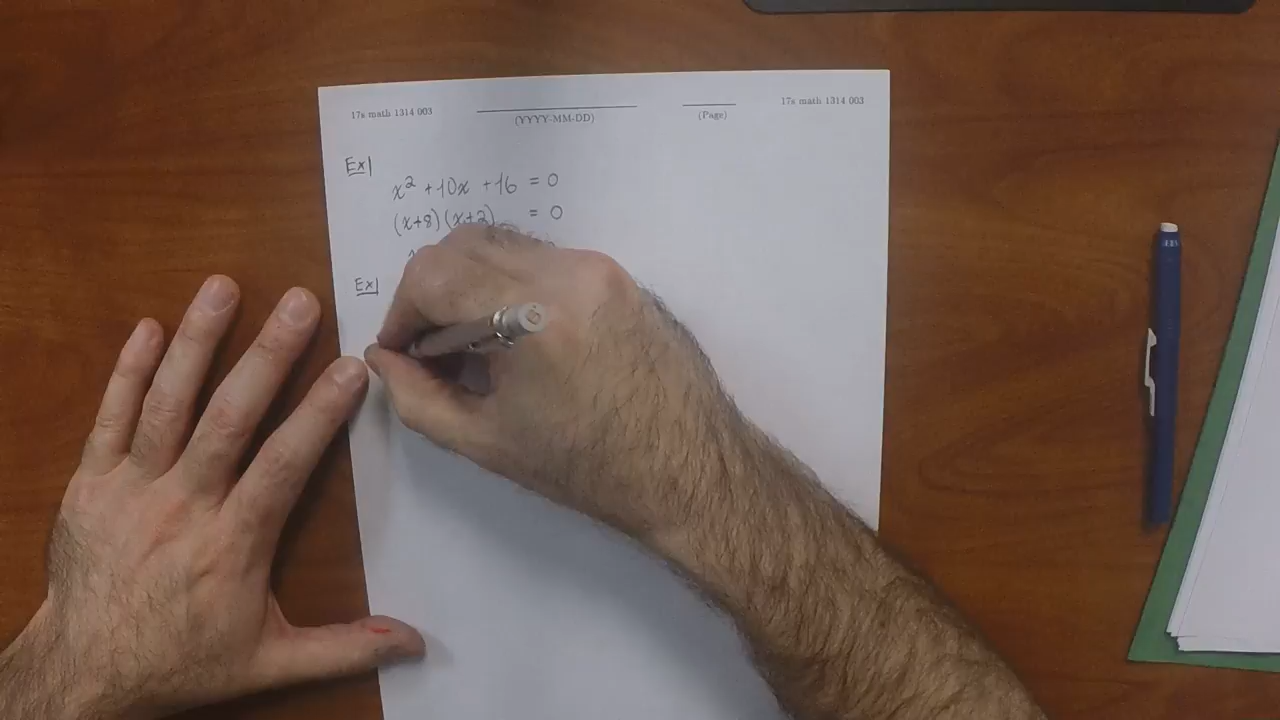 17s math 1314 003 (YYYY-MM-DD) (Page) 17s math 1314 003
Ex|
x² +10x +16 = 0
(x+8)(x+2) = 0
Ex|